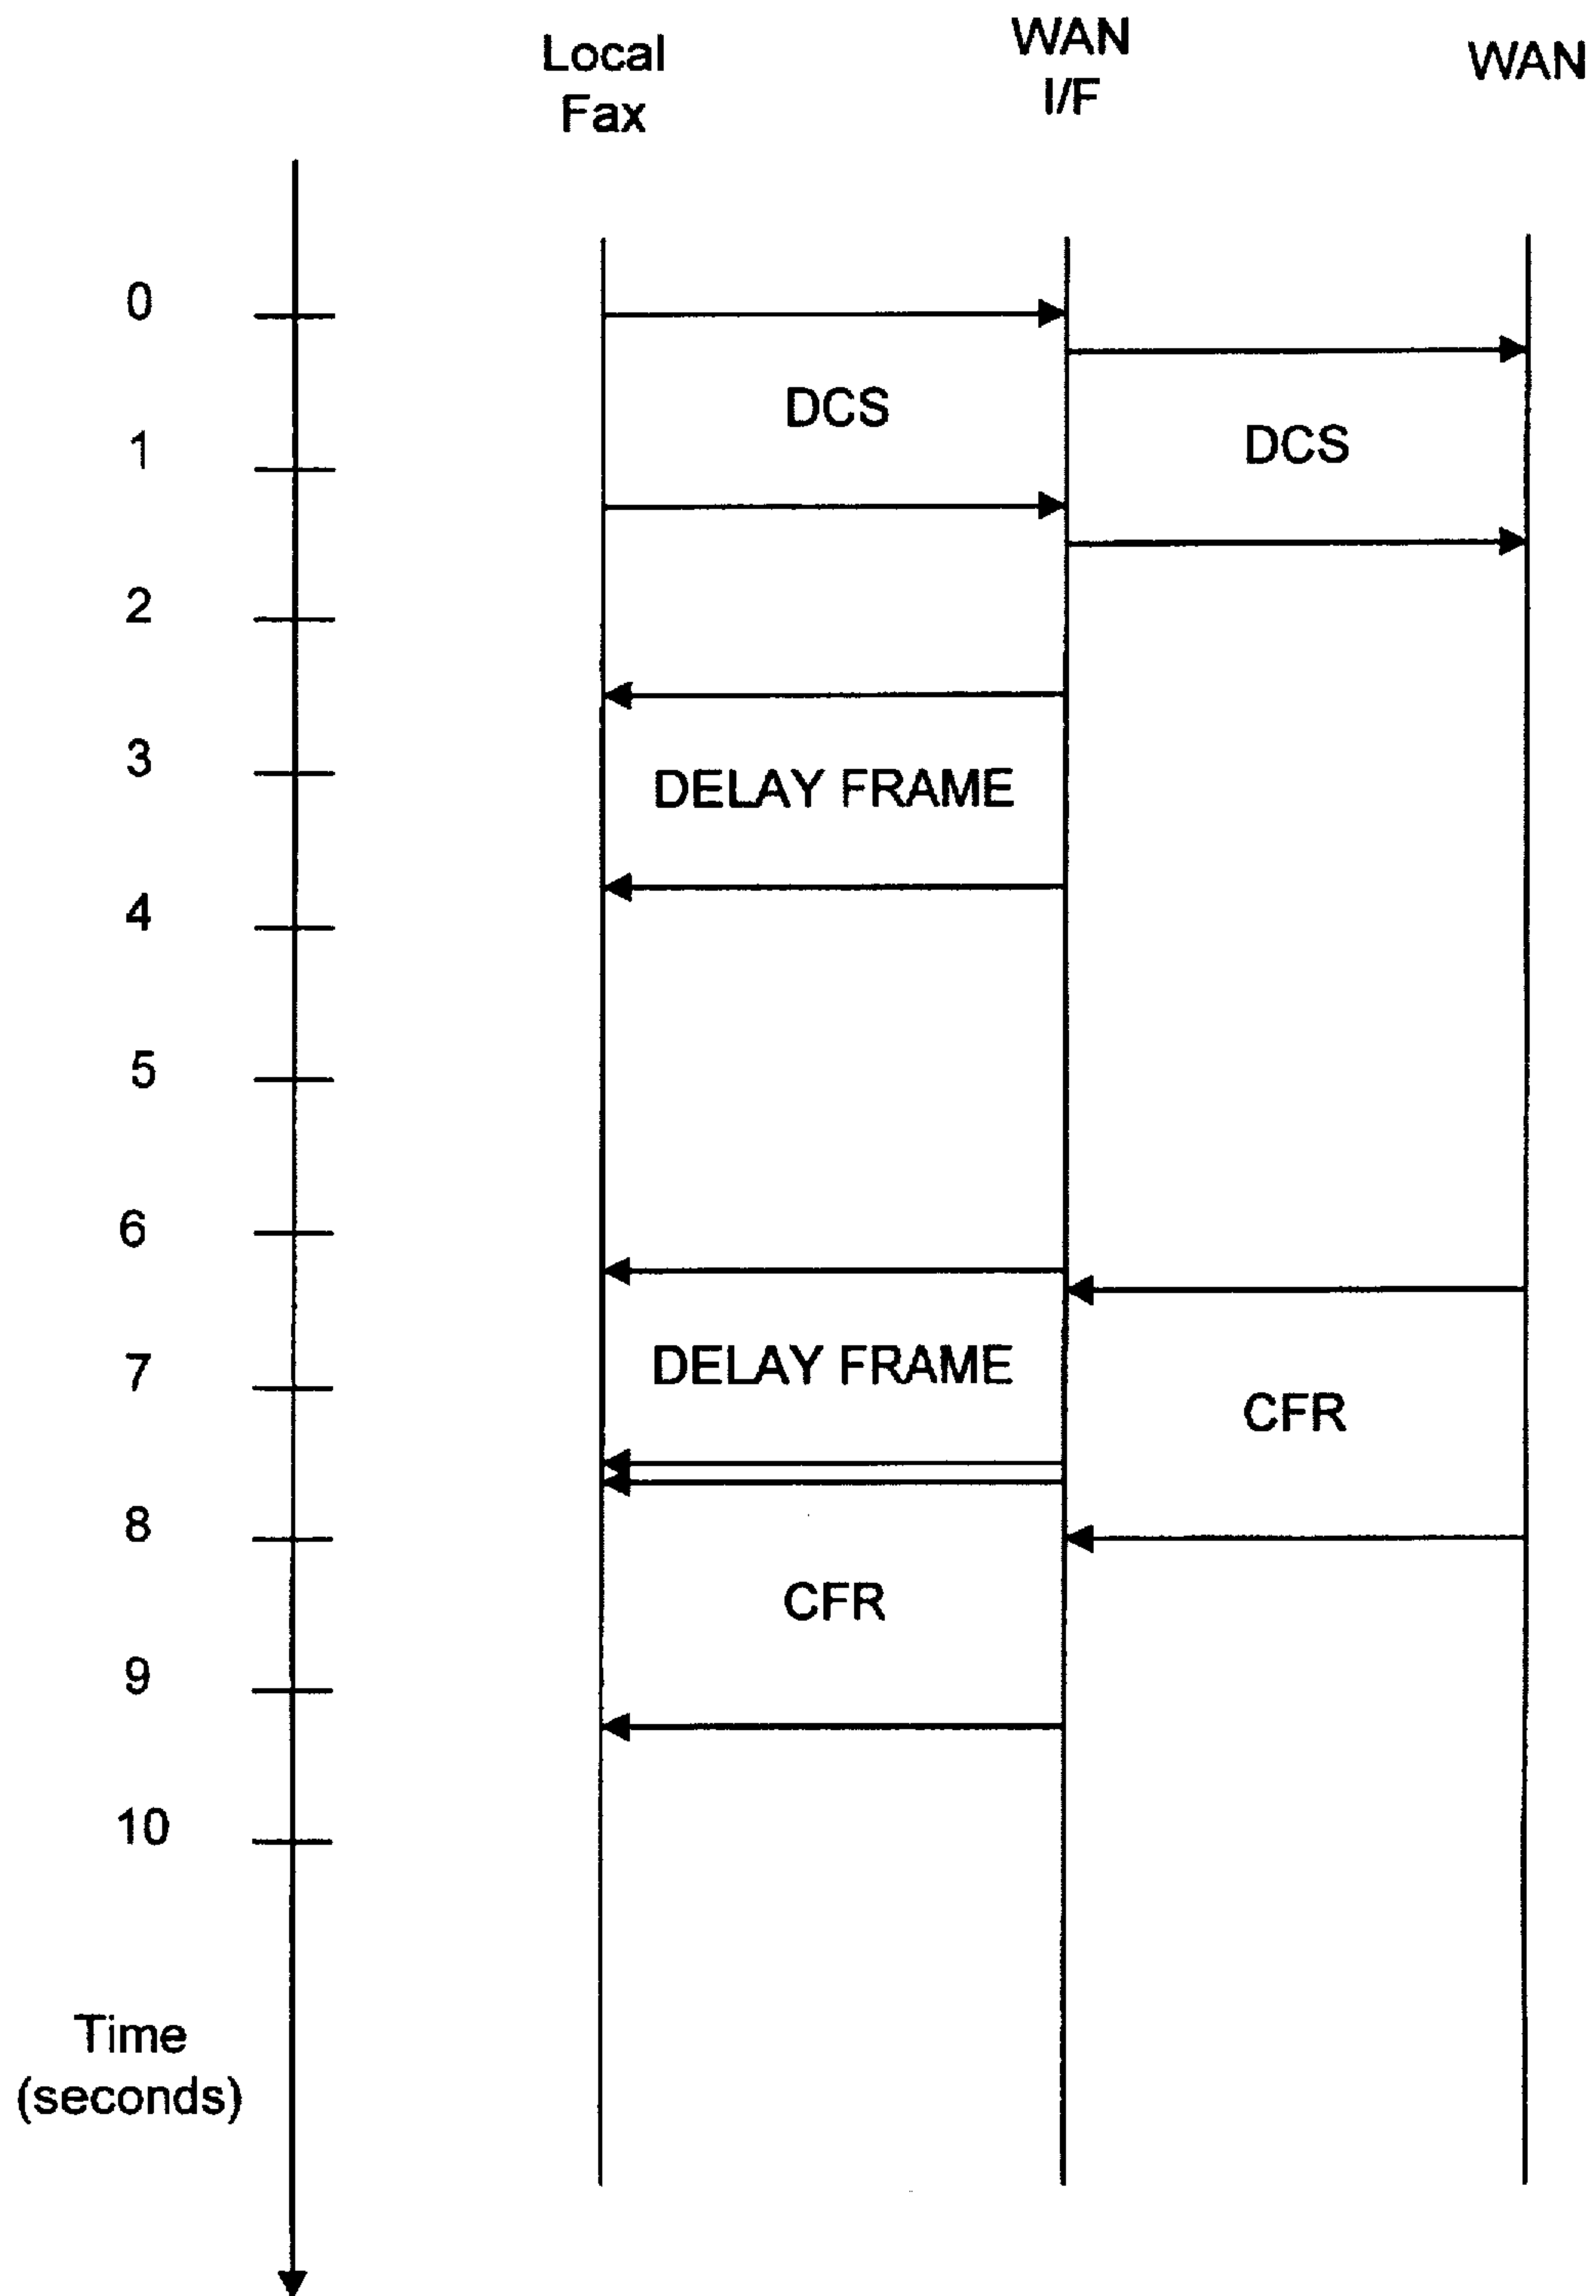 Local
Fax
WAN
I/F
WAN
0
DCS
1
DCS
2
3
DELAY FRAME
4
5
6
7
DELAY FRAME
CFR
8
CFR
9
10
Time
(seconds)